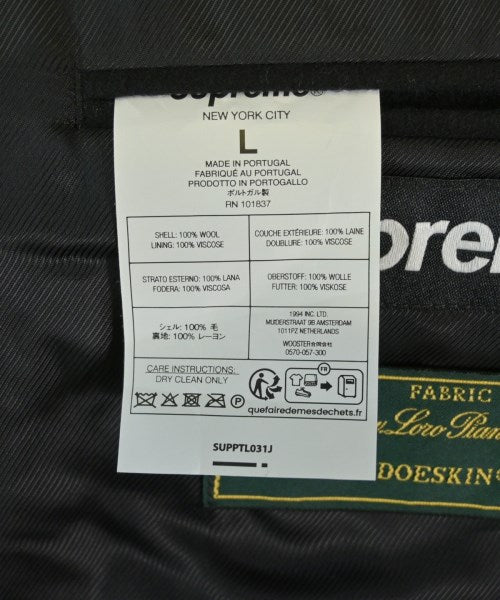 Supreme®
NEW YORK CITY
L
MADE IN PORTUGAL
FABRIQUÉ AU PORTUGAL
PRODOTTO IN PORTOGALLO
ポルトガル製
RN 101837
SHELL: 100% WOOL
LINING: 100% VISCOSE
COUCHE EXTÉRIEURE: 100% LAINE
DOUBLURE: 100% VISCOSE
STRATO ESTERNO: 100% LANA
FODERA: 100% VISCOSA
OBERSTOFF: 100% WOLLE
FUTTER: 100% VISKOSE
シェル: 100% 毛
裏地: 100% レーヨン
1994 INC. LTD.
MUIDERSTRAAT 9B AMSTERDAM
1011PZ NETHERLANDS
WOOSTER合同会社
0570-057-300
CARE INSTRUCTIONS:
DRY CLEAN ONLY
P
FR
quefairedemesdechets.fr
SUPPTL031J
prem
FABRIC
Loro Pian
DOESKIN®